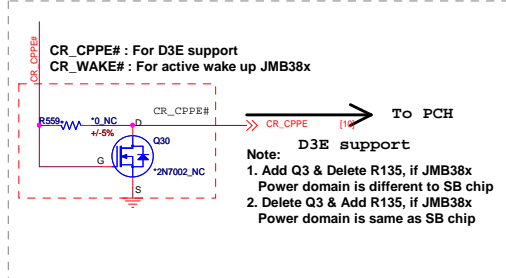 CR_CPPE#
CR_CPPE# : For D3E support
CR_WAKE# : For active wake up JMB38x
R559
*0_NC
+/-5%
CR_CPPE#
D
Q30
G
*2N7002_NC
S
CR_CPPE
[10]
To PCH
D3E support
Note:
1. Add Q3 & Delete R135, if JMB38x
Power domain is different to SB chip
2. Delete Q3 & Add R135, if JMB38x
Power domain is same as SB chip